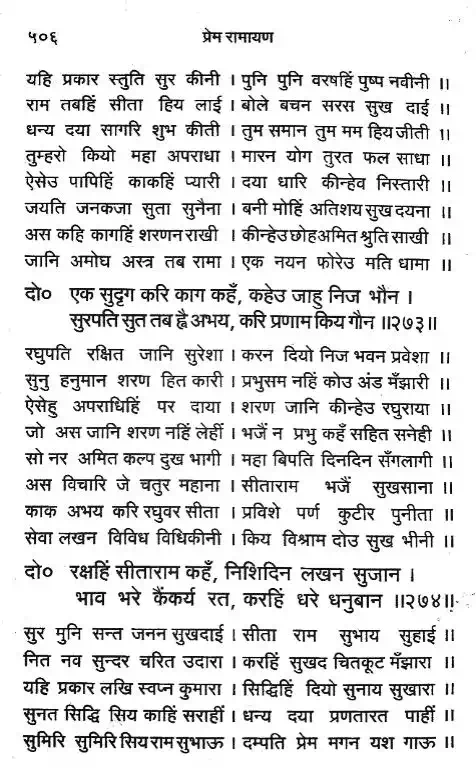 ५०६ प्रेम रामायण
यहि प्रकार स्तुति सुर कीनी । पुनि पुनि वरषहिं पुष्प नवीनी ।।
राम तबहिं सीता हिय लाई । बोले बचन सरस सुख दाई ।।
धन्य दया सागरि शुभ कीती । तुम समान तुम मम हिय जीती ।।
तुम्हरो कियो महा अपराधा । मारन योग तुरत फल साधा ।।
ऐसेउ पापिहिं काकहिं प्यारी । दया धारि कीन्हेव निस्तारी ।।
जयति जनकजा सुता सुनैना । बनी मोहिं अतिशय सुख दयना ।।
अस कहि कागहिं शरणन राखी । कीन्हेउ छोह अमित श्रुति साखी ।।
जानि अमोघ अस्त्र तब रामा । एक नयन फोरेउ मति धामा ।।
दो० एक सुदृग करि काग कहँ, कहेउ जाहु निज भौन ।
सुरपति सुत तब ह्वै अभय, करि प्रणाम किय गौन ।।२७३।।
रघुपति रक्षित जानि सुरेशा । करन दियो निज भवन प्रवेशा ।।
सुनु हनुमान शरण हित कारी । प्रभुसम नहिं कोउ अंड मँझारी ।।
ऐसेहु अपराधिहिं पर दाया । शरण जानि कीन्हेउ रघुराया ।।
जो अस जानि शरण नहिं लेहीं । भजैं न प्रभु कहँ सहित सनेही ।।
सो नर अमित कल्प दुख भागी । महा बिपति दिनदिन सँगलागी ।।
अस विचारि जे चतुर महाना । सीताराम भजैं सुखसाना ।।
काक अभय करि रघुवर सीता । प्रविशे पर्ण कुटीर पुनीता ।।
सेवा लखन विविध विधिकीनी । किय विश्राम दोउ सुख भीनी ।।
दो० रक्षहिं सीताराम कहँ, निशिदिन लखन सुजान ।
भाव भरे कैंकर्य रत, करहिं धरे धनुबान ।।२७४।।
सुर मुनि सन्त जनन सुखदाई । सीता राम सुभाय सुहाई ।।
नित नव सुन्दर चरित उदारा । करहिं सुखद चितकूट मँझारा ।।
यहि प्रकार लखि स्वप्न कुमारा । सिद्धिहिं दियो सुनाय सुखारा ।।
सुनत सिद्धि सिय काहिं सराहीं । धन्य दया प्रणतारत पाहीं ।।
सुमिरि सुमिरि सिय राम सुभाऊ । दम्पति प्रेम मगन यश गाऊ ।।